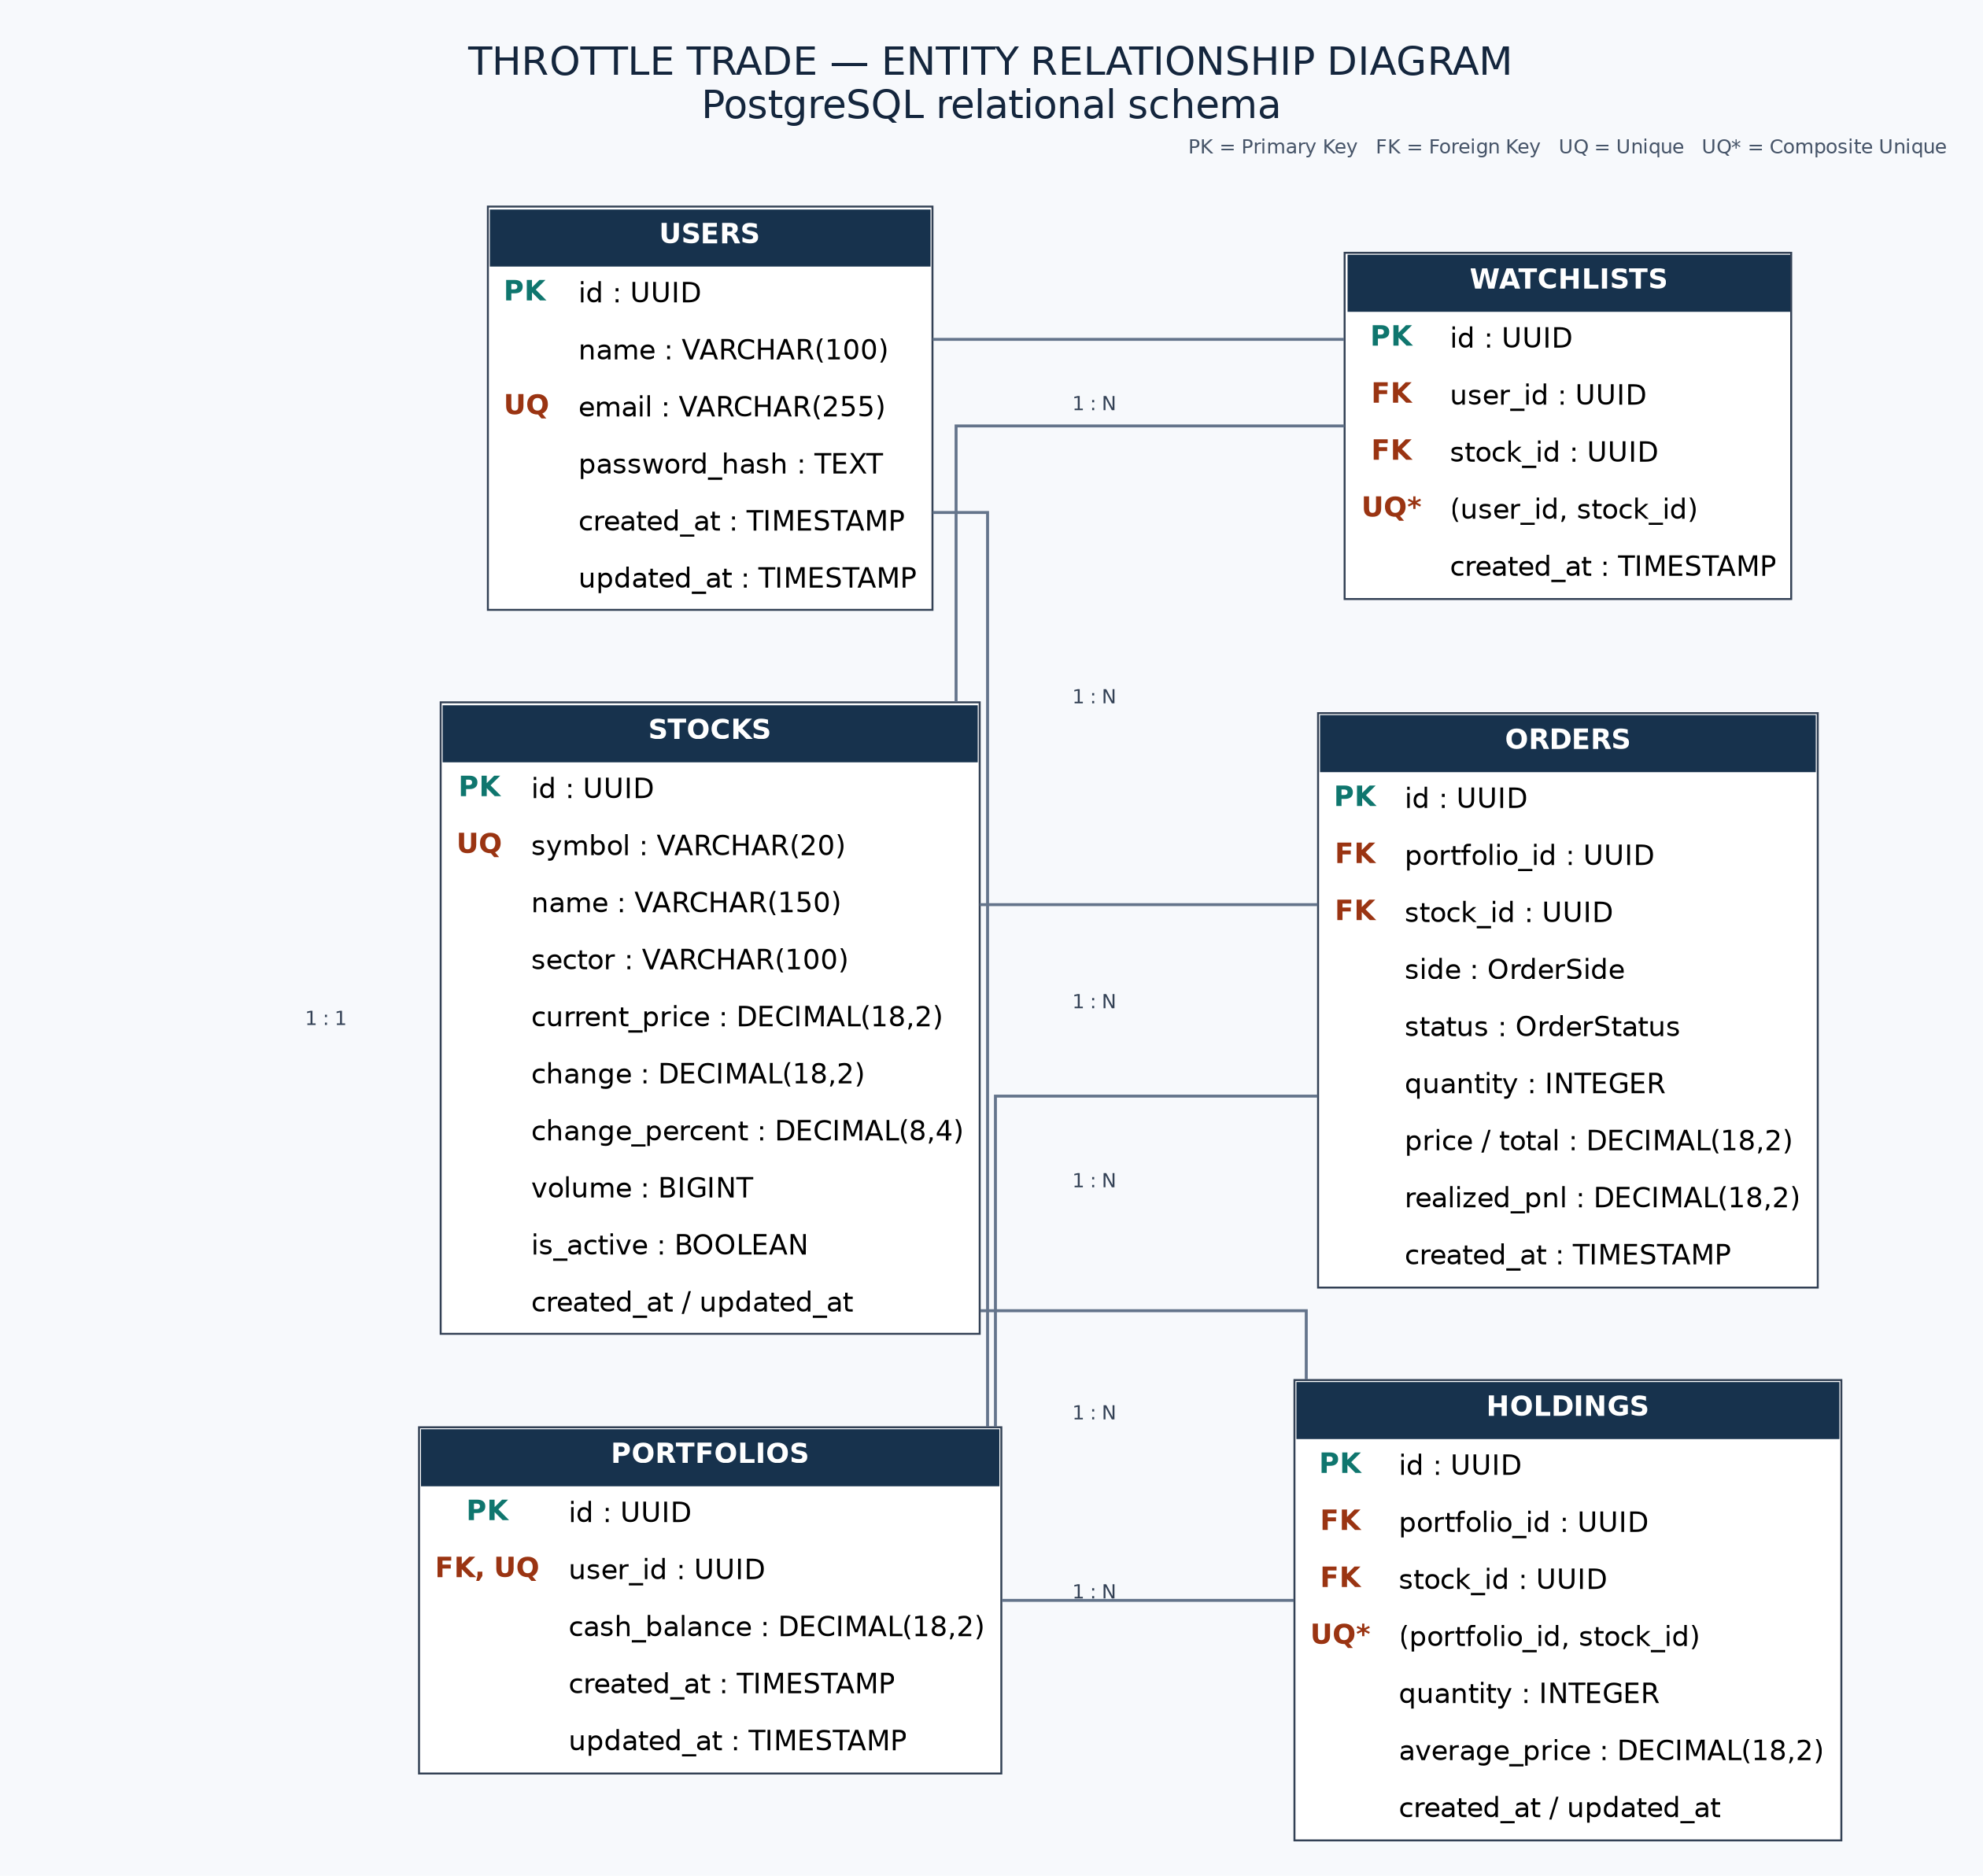 THROTTLE TRADE — ENTITY RELATIONSHIP DIAGRAM
PostgreSQL relational schema
PK = Primary Key   FK = Foreign Key   UQ = Unique   UQ* = Composite Unique
USERS
PK id : UUID
name : VARCHAR(100)
UQ email : VARCHAR(255)
password_hash : TEXT
created_at : TIMESTAMP
updated_at : TIMESTAMP
WATCHLISTS
PK id : UUID
FK user_id : UUID
FK stock_id : UUID
UQ* (user_id, stock_id)
created_at : TIMESTAMP
1 : N
1 : N
STOCKS
PK id : UUID
UQ symbol : VARCHAR(20)
name : VARCHAR(150)
sector : VARCHAR(100)
current_price : DECIMAL(18,2)
change : DECIMAL(18,2)
change_percent : DECIMAL(8,4)
volume : BIGINT
is_active : BOOLEAN
created_at / updated_at
ORDERS
PK id : UUID
FK portfolio_id : UUID
FK stock_id : UUID
side : OrderSide
status : OrderStatus
quantity : INTEGER
price / total : DECIMAL(18,2)
realized_pnl : DECIMAL(18,2)
created_at : TIMESTAMP
1 : N
1 : 1
1 : N
1 : N
PORTFOLIOS
PK id : UUID
FK, UQ user_id : UUID
cash_balance : DECIMAL(18,2)
created_at : TIMESTAMP
updated_at : TIMESTAMP
1 : N
HOLDINGS
PK id : UUID
FK portfolio_id : UUID
FK stock_id : UUID
UQ* (portfolio_id, stock_id)
quantity : INTEGER
average_price : DECIMAL(18,2)
created_at / updated_at